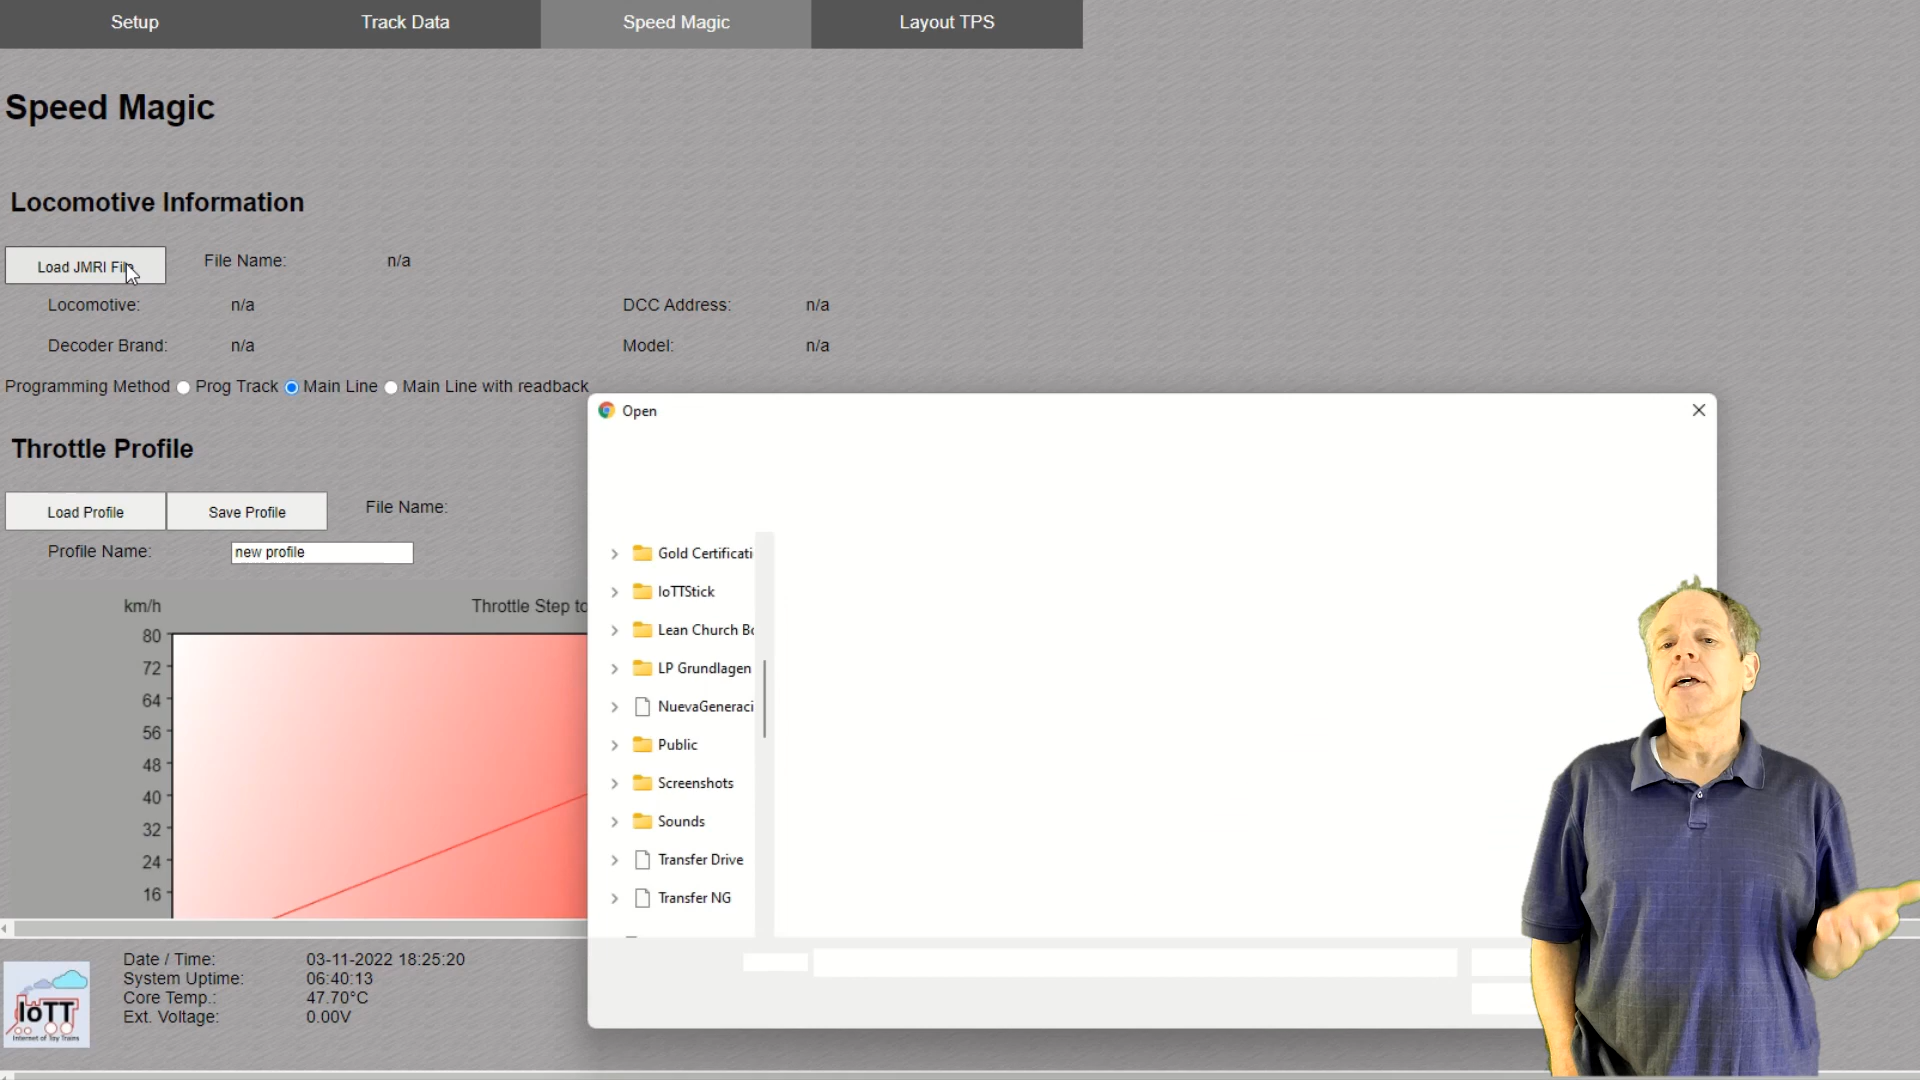 Setup
Track Data
Speed Magic
Layout TPS
Speed Magic
Locomotive Information
Load JMRI File
File Name: n/a
Locomotive: n/a
DCC Address: n/a
Decoder Brand: n/a
Model: n/a
Programming Method Prog Track Main Line Main Line with readback
Throttle Profile
Load Profile
Save Profile
File Name:
Profile Name: new profile
km/h
Throttle Step to
80
72
64
56
48
40
32
24
16
Open
Gold Certificati
IoTTStick
Lean Church Bo
LP Grundlagen
NuevaGeneraci
Public
Screenshots
Sounds
Transfer Drive
Transfer NG
IoTT
Internet of Toy Trains
Date / Time: 03-11-2022 18:25:20
System Uptime: 06:40:13
Core Temp.: 47.70°C
Ext. Voltage: 0.00V